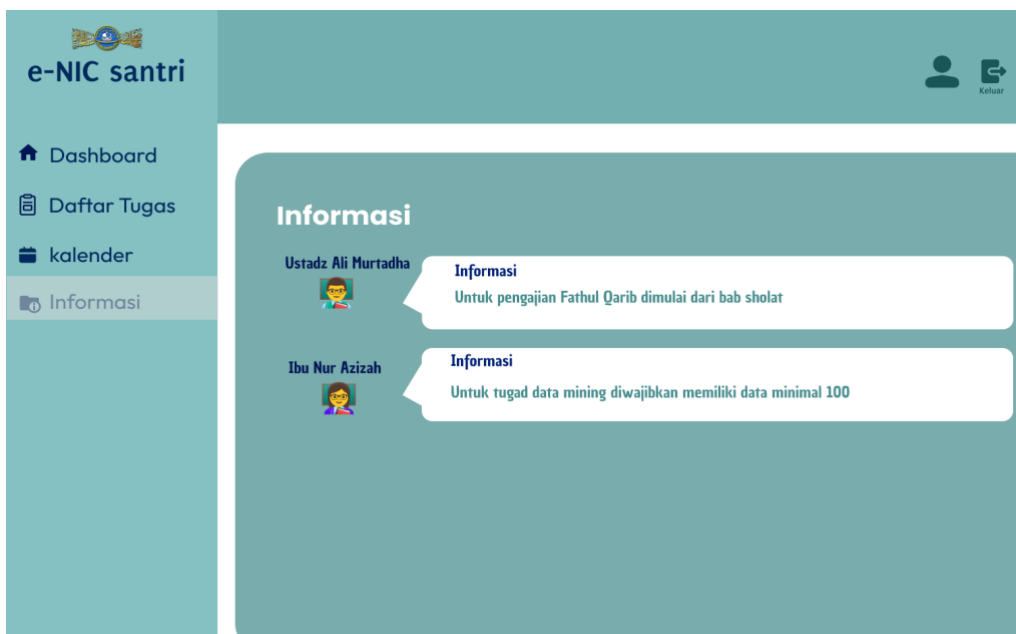 e-NIC santri
Keluar
Dashboard
Daftar Tugas
kalender
Informasi
Informasi
Ustadz Ali Murtadha
Informasi
Untuk pengajian Fathul Qarib dimulai dari bab sholat
Ibu Nur Azizah
Informasi
Untuk tugad data mining diwajibkan memiliki data minimal 100